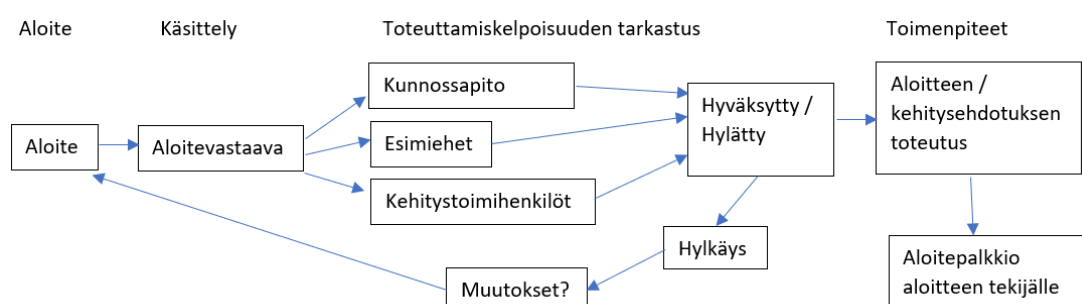 Aloite
Käsittely
Toteuttamiskelpoisuuden tarkastus
Toimenpiteet
Aloite
Aloitevastaava
Kunnossapito
Esimiehet
Kehitystoimihenkilöt
Hyväksytty /
Hylätty
Aloitteen /
kehitysehdotuksen
toteutus
Hylkäys
Muutokset?
Aloitepalkkio
aloitteen tekijälle